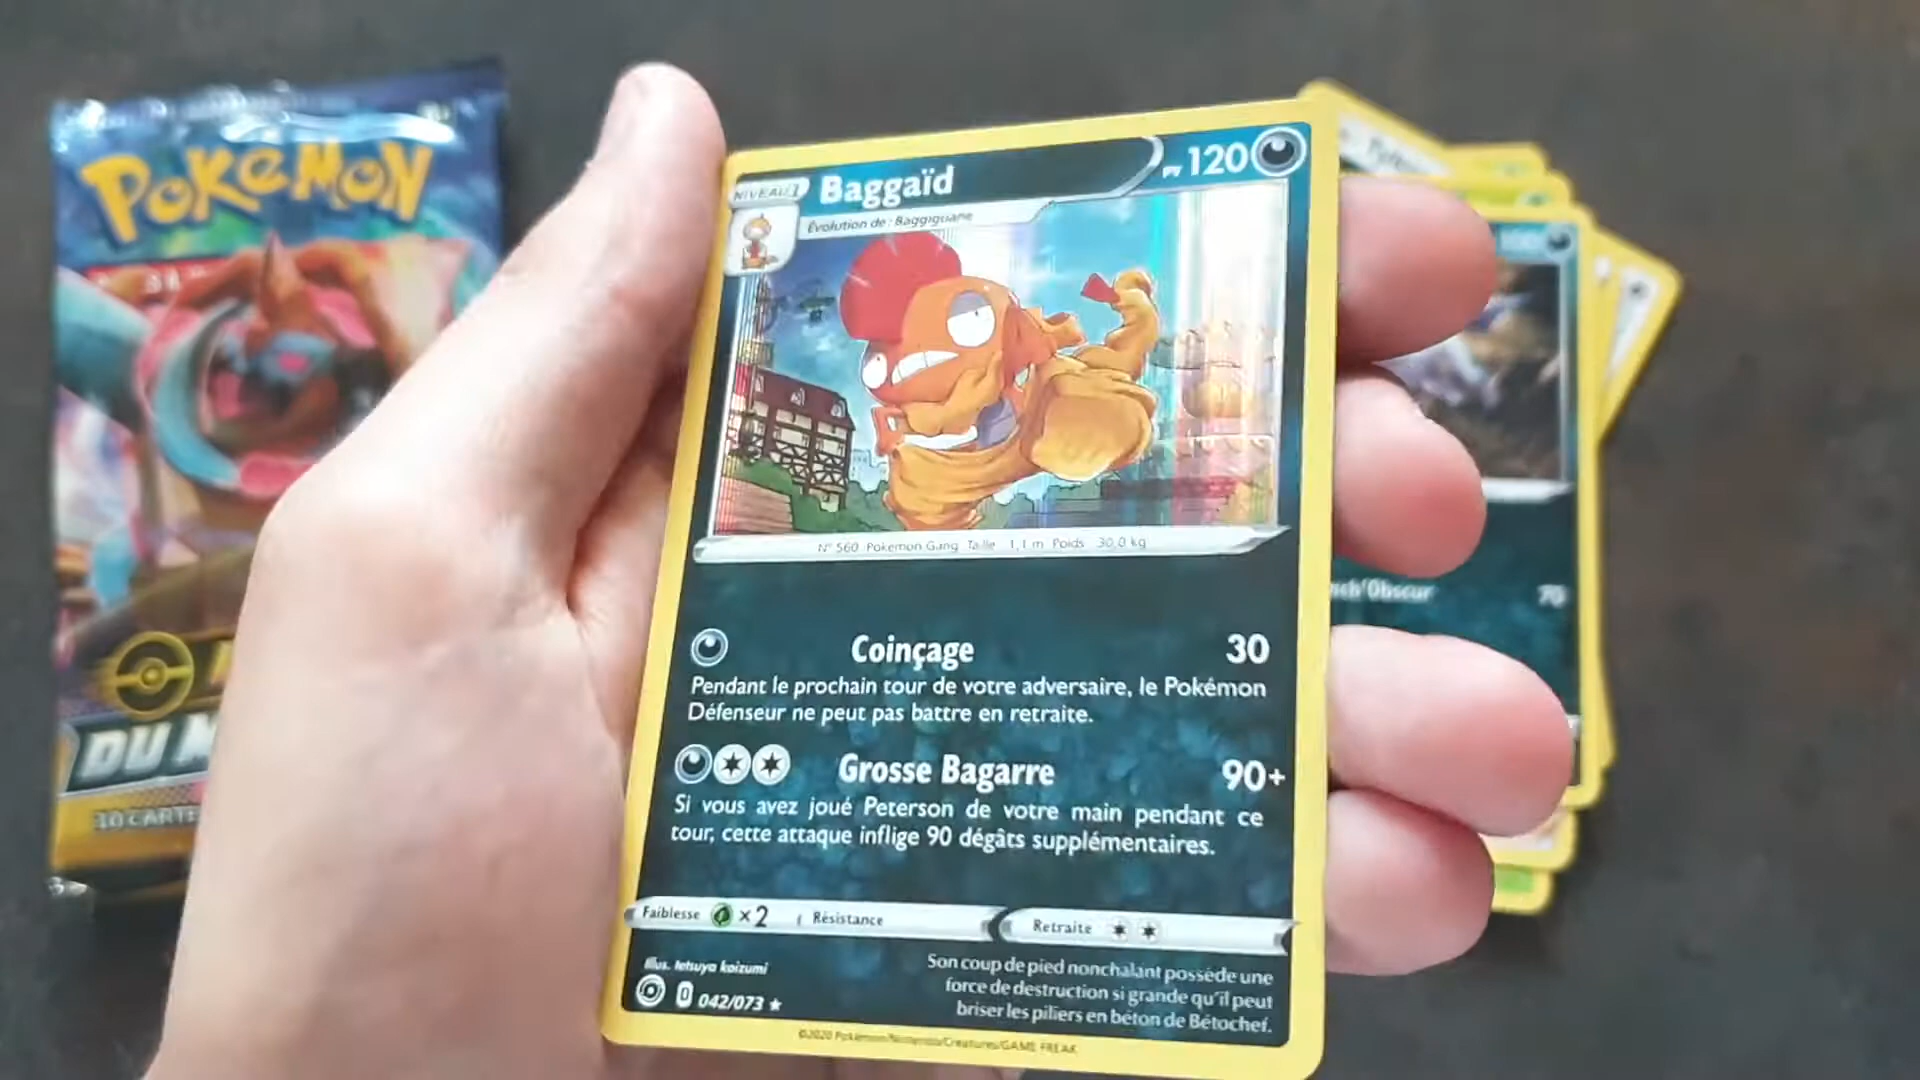 POKéMON
DU M
10 CARTE
NIVEAU 1
Baggaïd
PV 120
Évolution de : Baggiguane
N° 560 Pokémon Gang Taille 1,1 m Poids 30,0 kg
Coinçage 30
Pendant le prochain tour de votre adversaire, le Pokémon
Défenseur ne peut pas battre en retraite.
Grosse Bagarre 90+
Si vous avez joué Peterson de votre main pendant ce
tour, cette attaque inflige 90 dégâts supplémentaires.
Faiblesse ×2 Résistance Retraite
Illus. tetsuya koizumi
D 042/073
Son coup de pied nonchalant possède une
force de destruction si grande qu'il peut
briser les piliers en béton de Bétochef.
©2020 Pokémon/Nintendo/Creatures/GAME FREAK
100
nch'Obscur 70